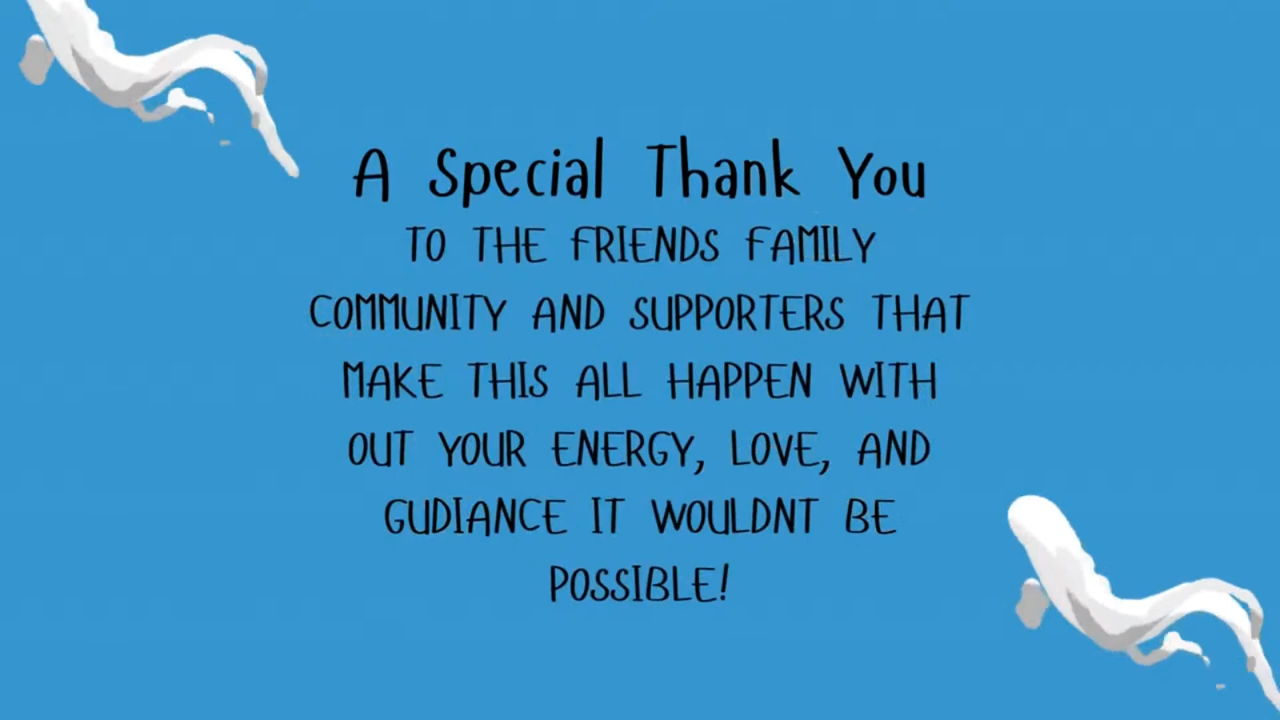 A Special Thank You
TO THE FRIENDS FAMILY
COMMUNITY AND SUPPORTERS THAT
MAKE THIS ALL HAPPEN WITH
OUT YOUR ENERGY, LOVE, AND
GUDIANCE IT WOULDNT BE
POSSIBLE!